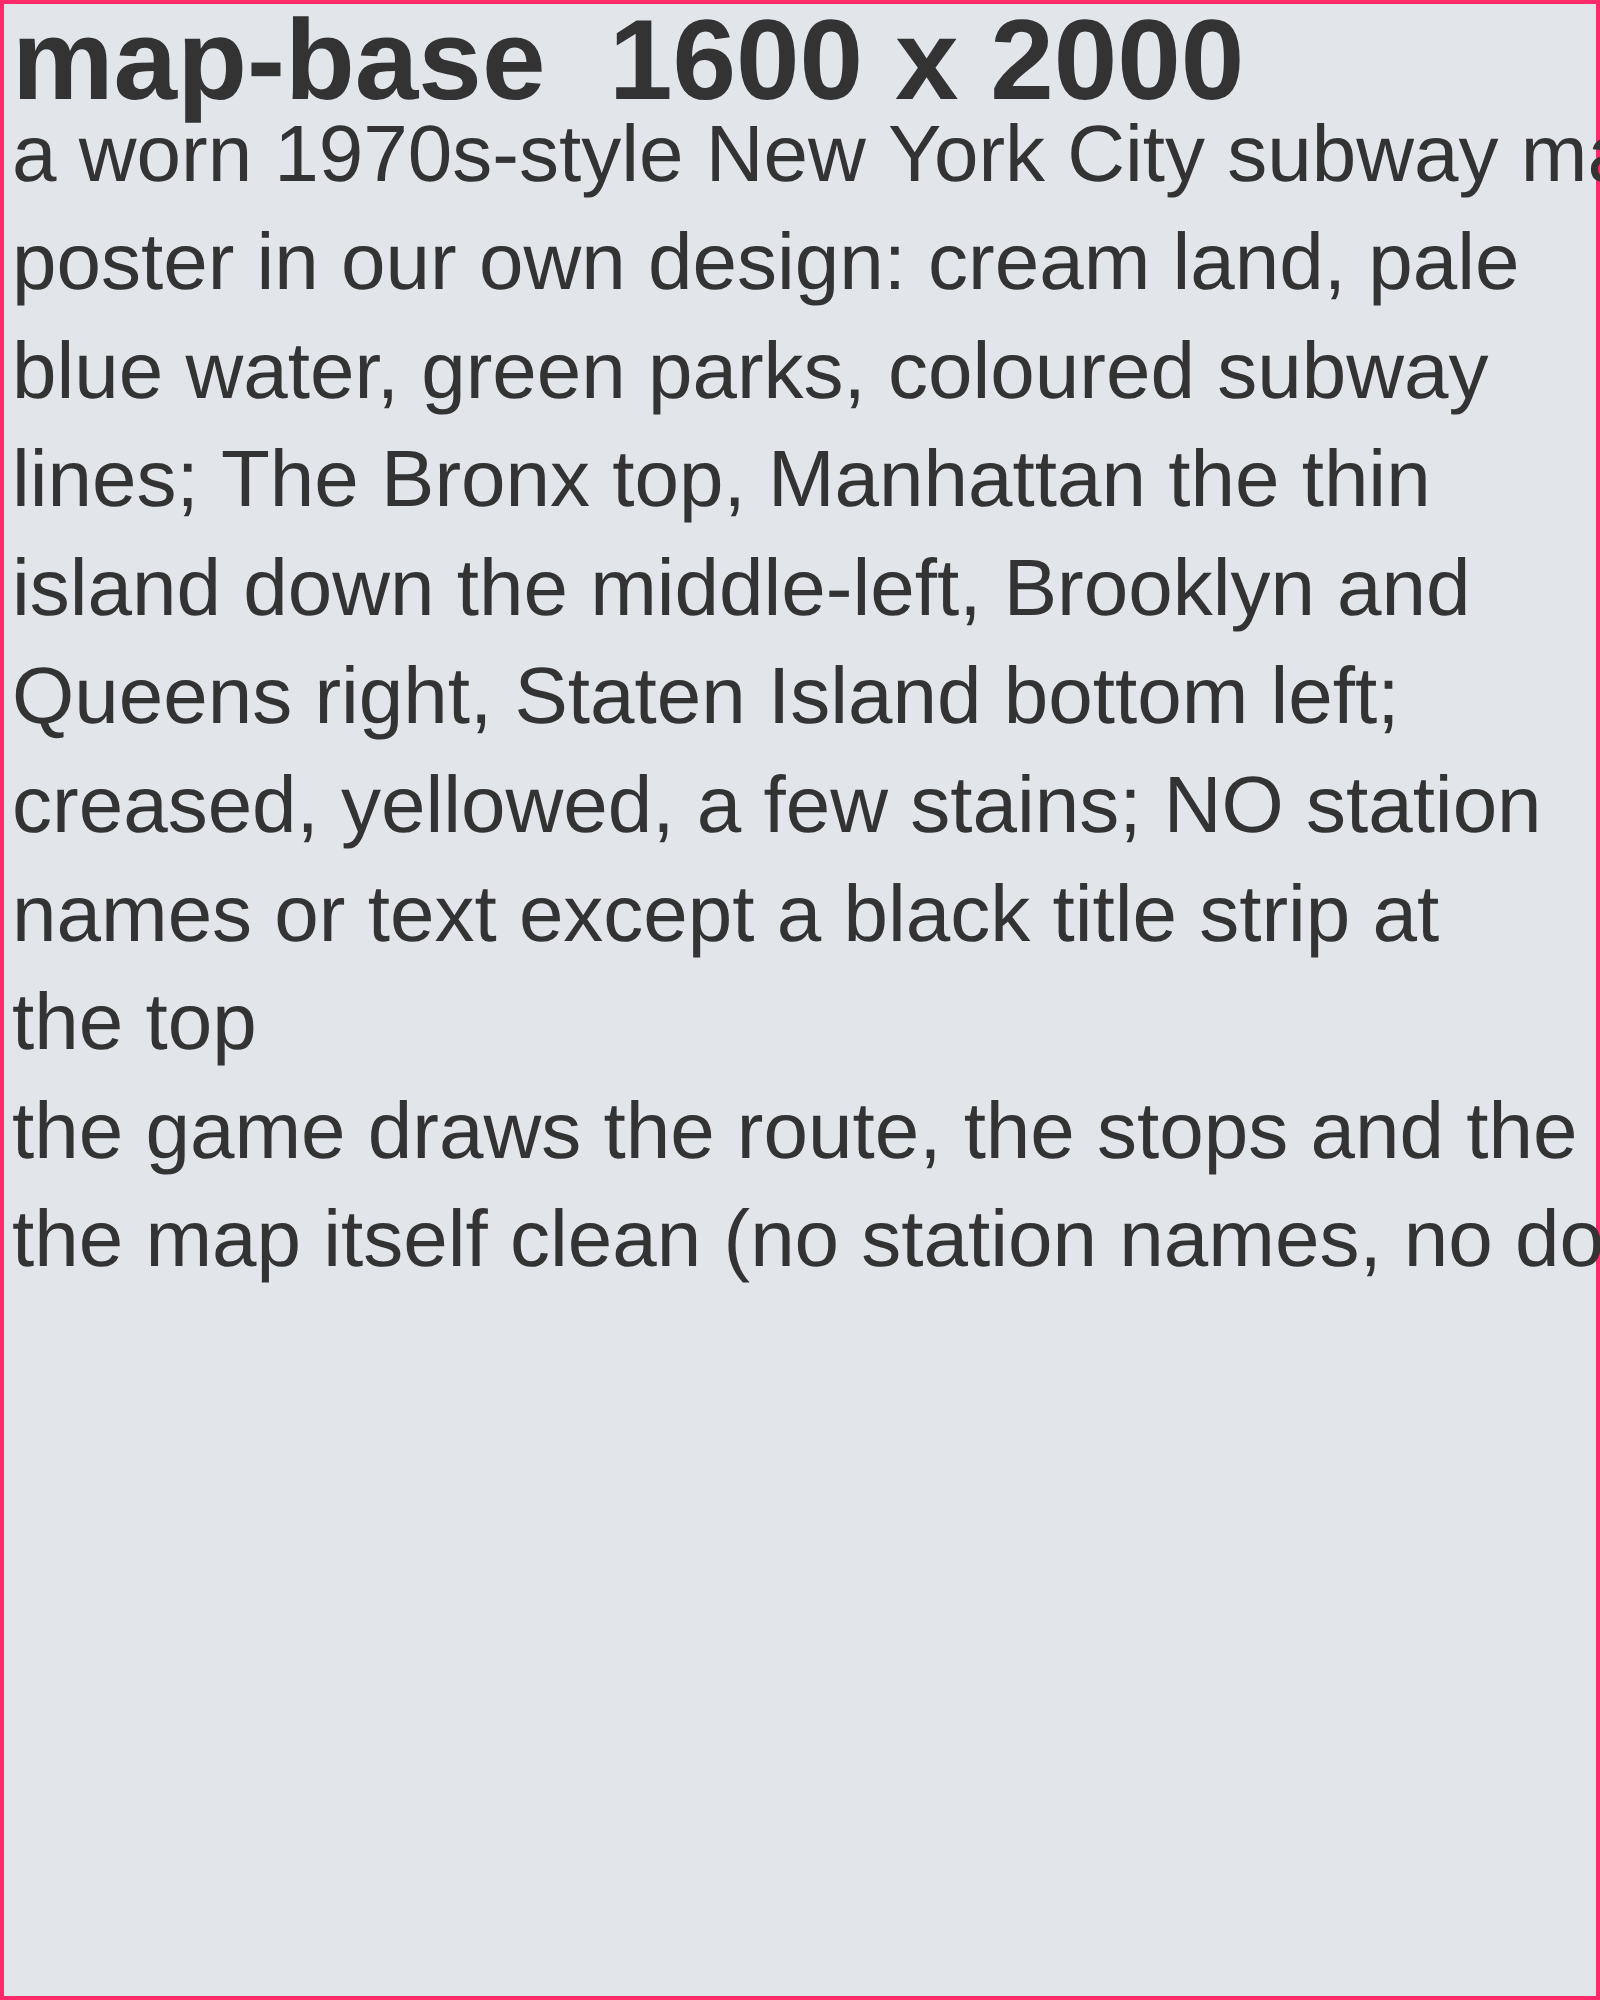 map-base 1600 x 2000
a worn 1970s-style New York City subway ma
poster in our own design: cream land, pale
blue water, green parks, coloured subway
lines; The Bronx top, Manhattan the thin
island down the middle-left, Brooklyn and
Queens right, Staten Island bottom left;
creased, yellowed, a few stains; NO station
names or text except a black title strip at
the top
the game draws the route, the stops and the
the map itself clean (no station names, no do